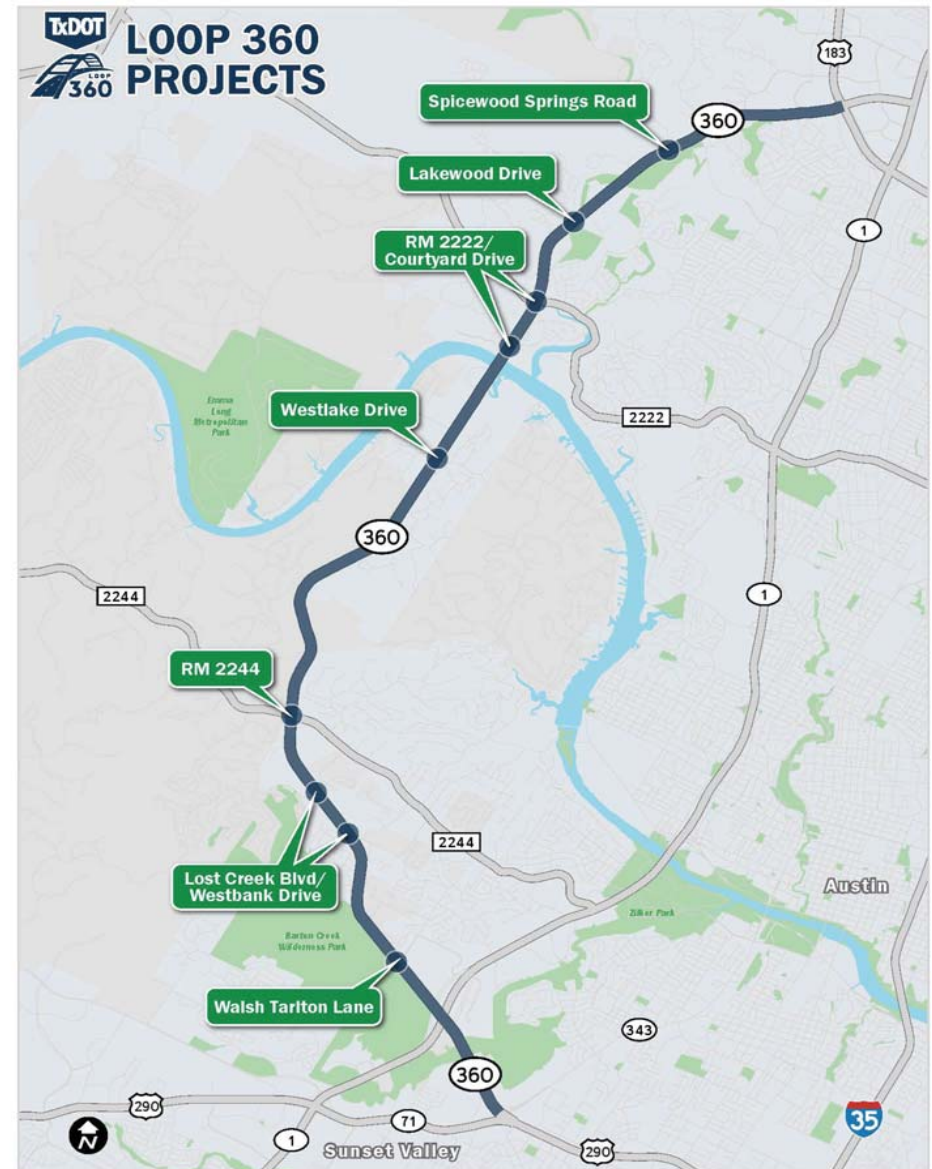 TxDOT
LOOP
360
LOOP 360
PROJECTS
183
Spicewood Springs Road
360
Lakewood Drive
1
RM 2222/
Courtyard Drive
Emma
Long
Metropolitan
Park
Westlake Drive
2222
360
2244
1
RM 2244
2244
Lost Creek Blvd/
Westbank Drive
Austin
Zilker Park
Barton Creek
Wilderness Park
Walsh Tarlton Lane
343
360
290
71
35
N
1
Sunset Valley
290